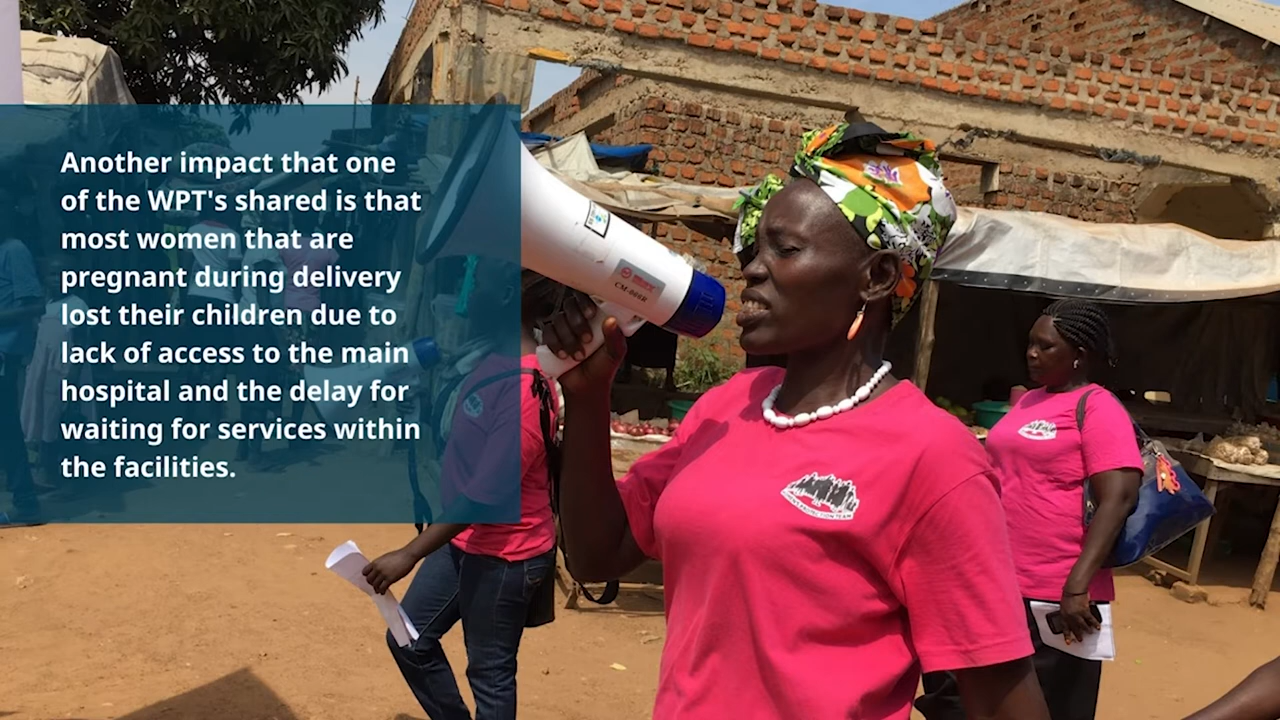 Another impact that one
of the WPT's shared is that
most women that are
pregnant during delivery
lost their children due to
lack of access to the main
hospital and the delay for
waiting for services within
the facilities.
CM-000R